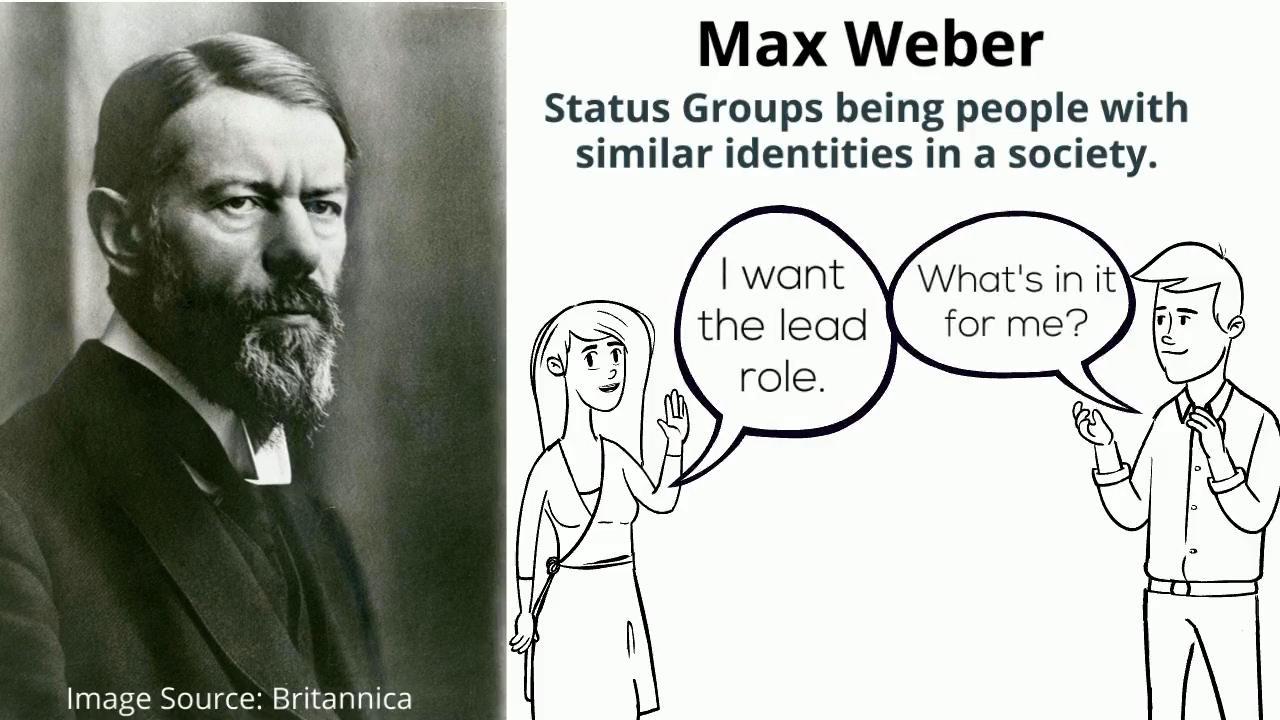 Max Weber
Status Groups being people with
similar identities in a society.
I want
the lead
role.
What's in it
for me?
Image Source: Britannica